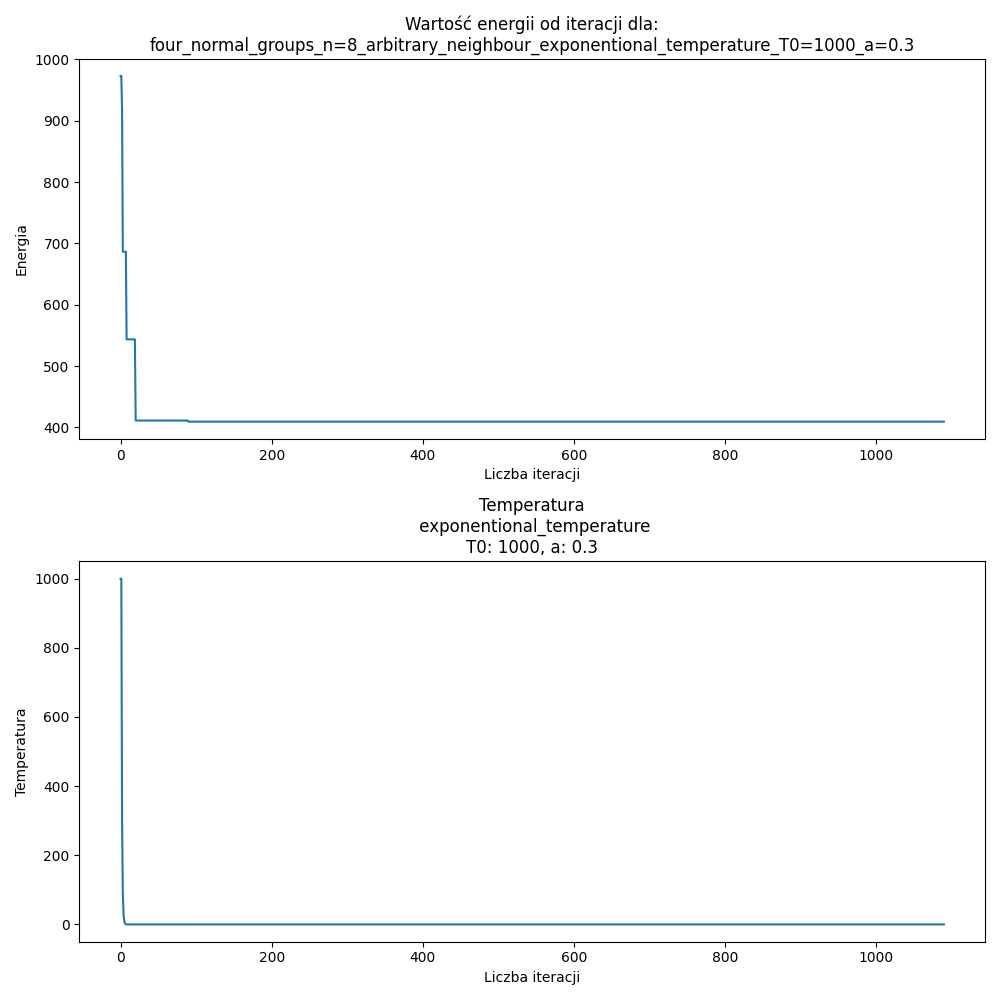 Wartość energii od iteracji dla:
four_normal_groups_n=8_arbitrary_neighbour_exponentional_temperature_T0=1000_a=0.3
1000
900
800
700
600
500
400
Energia
0 200 400 600 800 1000
Liczba iteracji
Temperatura
exponentional_temperature
T0: 1000, a: 0.3
1000
800
600
400
200
0
Temperatura
0 200 400 600 800 1000
Liczba iteracji